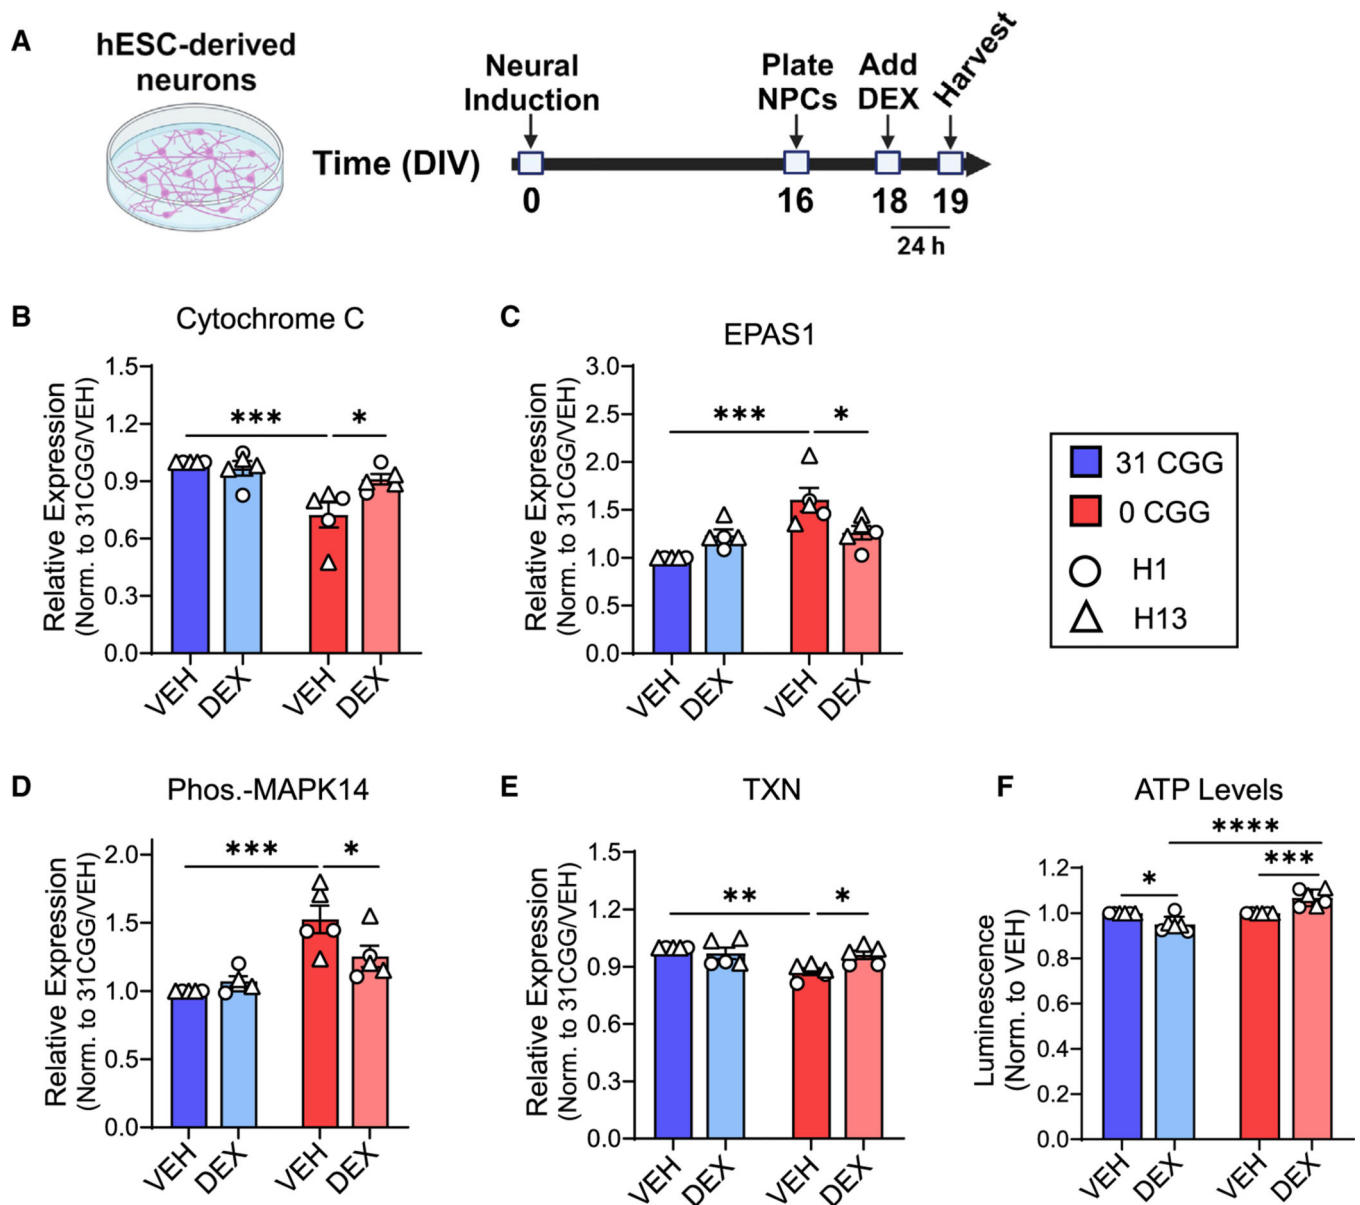 A
hESC-derived
neurons
Neural
Induction
Plate
NPCs
Add
DEX
Harvest
Time (DIV)
0
16
18
19
24 h
B
Cytochrome C
Relative Expression
(Norm. to 31CGG/VEH)
1.5
1.2
0.9
0.6
0.3
0.0
***
*
VEH
DEX
VEH
DEX
C
EPAS1
Relative Expression
(Norm. to 31CGG/VEH)
3.0
2.5
2.0
1.5
1.0
0.5
0.0
***
*
VEH
DEX
VEH
DEX
31 CGG
0 CGG
H1
H13
D
Phos.-MAPK14
Relative Expression
(Norm. to 31CGG/VEH)
2.0
1.5
1.0
0.5
0.0
***
*
VEH
DEX
VEH
DEX
E
TXN
Relative Expression
(Norm. to 31CGG/VEH)
1.5
1.2
0.9
0.6
0.3
0.0
**
*
VEH
DEX
VEH
DEX
F
ATP Levels
Luminescence
(Norm. to VEH)
1.2
1.0
0.8
0.6
0.4
0.2
0.0
****
*
***
VEH
DEX
VEH
DEX